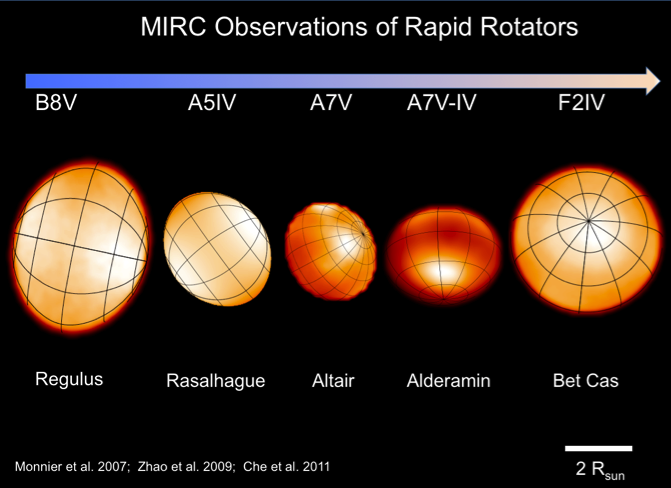 MIRC Observations of Rapid Rotators
B8V A5IV A7V A7V-IV F2IV
Regulus Rasalhague Altair Alderamin Bet Cas
Monnier et al. 2007; Zhao et al. 2009; Che et al. 2011
2 Rsun